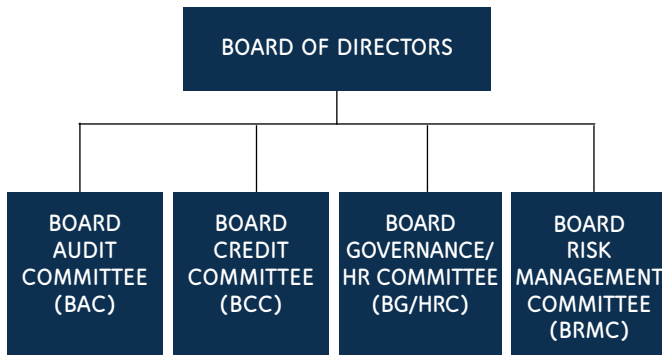 BOARD OF DIRECTORS
BOARD
AUDIT
COMMITTEE
(BAC)
BOARD
CREDIT
COMMITTEE
(BCC)
BOARD
GOVERNANCE/
HR COMMITTEE
(BG/HRC)
BOARD
RISK
MANAGEMENT
COMMITTEE
(BRMC)